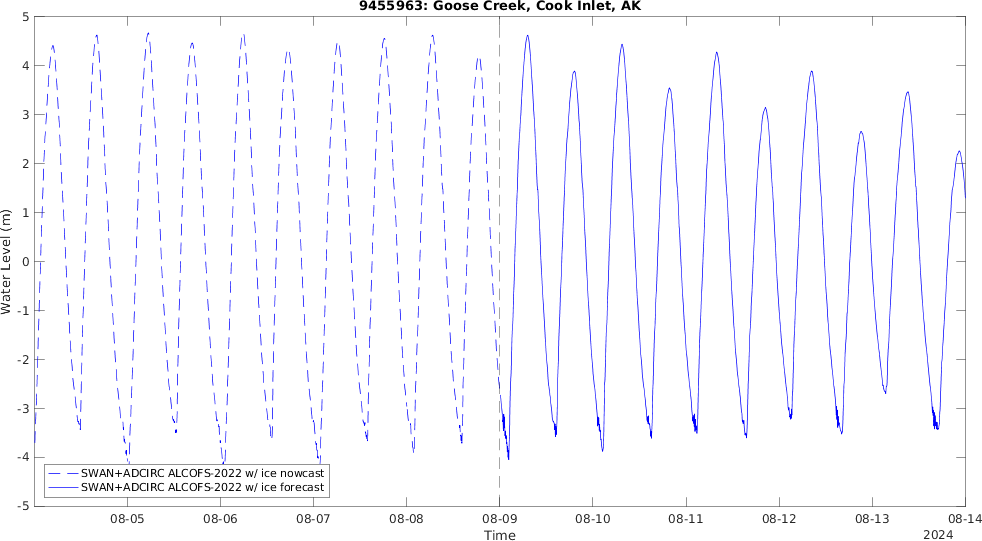 9455963: Goose Creek, Cook Inlet, AK
Water Level (m)
5
4
3
2
1
0
-1
-2
-3
-4
-5
SWAN+ADCIRC ALCOFS-2022 w/ ice nowcast
SWAN+ADCIRC ALCOFS-2022 w/ ice forecast
08-05 08-06 08-07 08-08 08-09 08-10 08-11 08-12 08-13 08-14
Time
2024